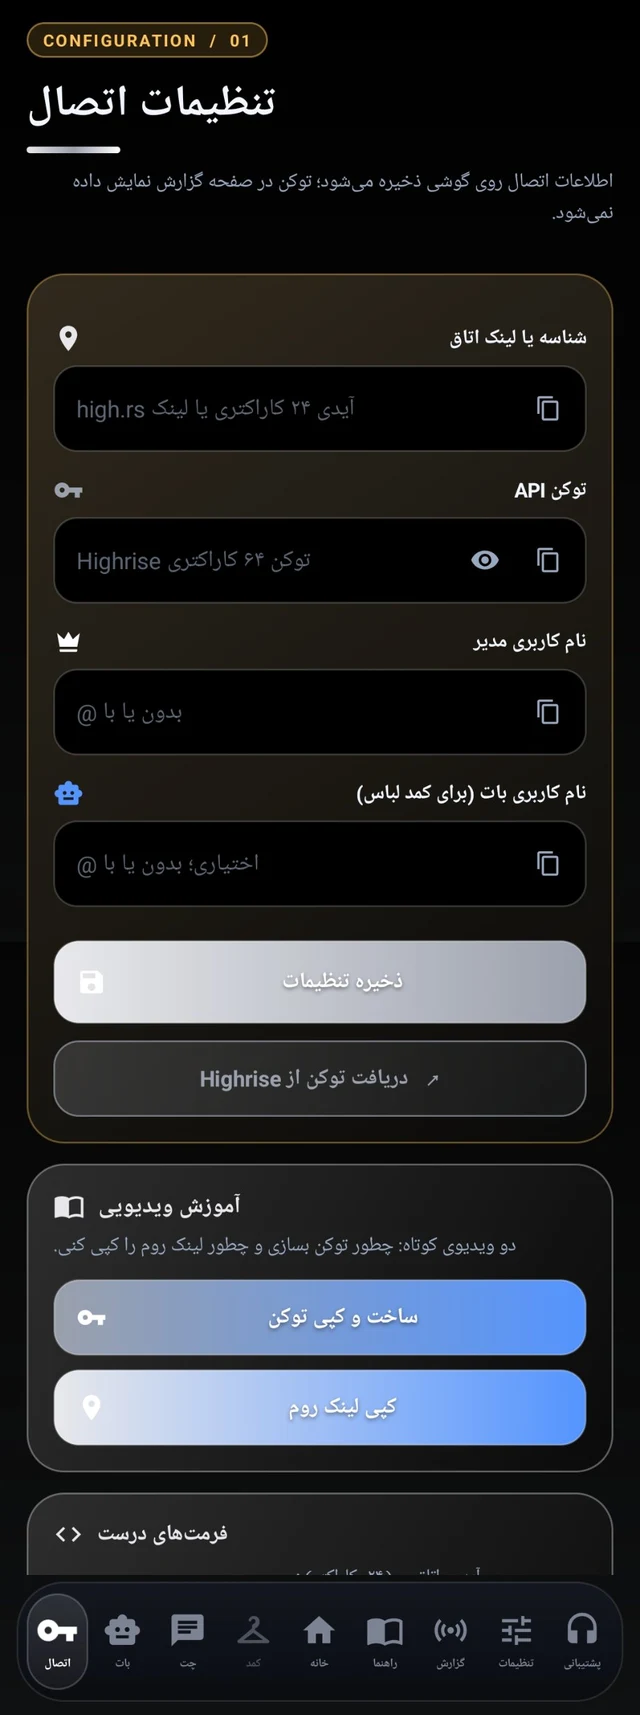 CONFIGURATION / 01
تنظیمات اتصال
اطلاعات اتصال روی گوشی ذخیره می‌شود؛ توکن در صفحه گزارش نمایش داده
نمی‌شود.
شناسه یا لینک اتاق
آیدی ۲۴ کاراکتری یا لینک high.rs
توکن API
توکن ۶۴ کاراکتری Highrise
نام کاربری مدیر
بدون یا با @
نام کاربری بات (برای کمد لباس)
اختیاری؛ بدون یا با @
ذخیره تنظیمات
دریافت توکن از Highrise ↗
آموزش ویدیویی
دو ویدیوی کوتاه: چطور توکن بسازی و چطور لینک روم را کپی کنی.
ساخت و کپی توکن
کپی لینک روم
فرمت‌های درست
پشتیبانی
تنظیمات
گزارش
راهنما
خانه
کمد
چت
بات
اتصال